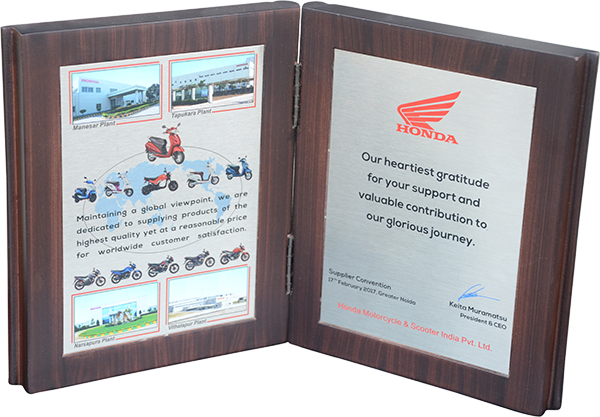 Manesar Plant
Tapukara Plant
Maintaining a global viewpoint, we are
dedicated to supplying products of the
highest quality yet at a reasonable price
for worldwide customer satisfaction.
Narsapura Plant
Vithalapur Plant
HONDA
Our heartiest gratitude
for your support and
valuable contribution to
our glorious journey.
Supplier Convention
17th February 2017, Greater Noida
Keita Muramatsu
President & CEO
Honda Motorcycle & Scooter India Pvt. Ltd.